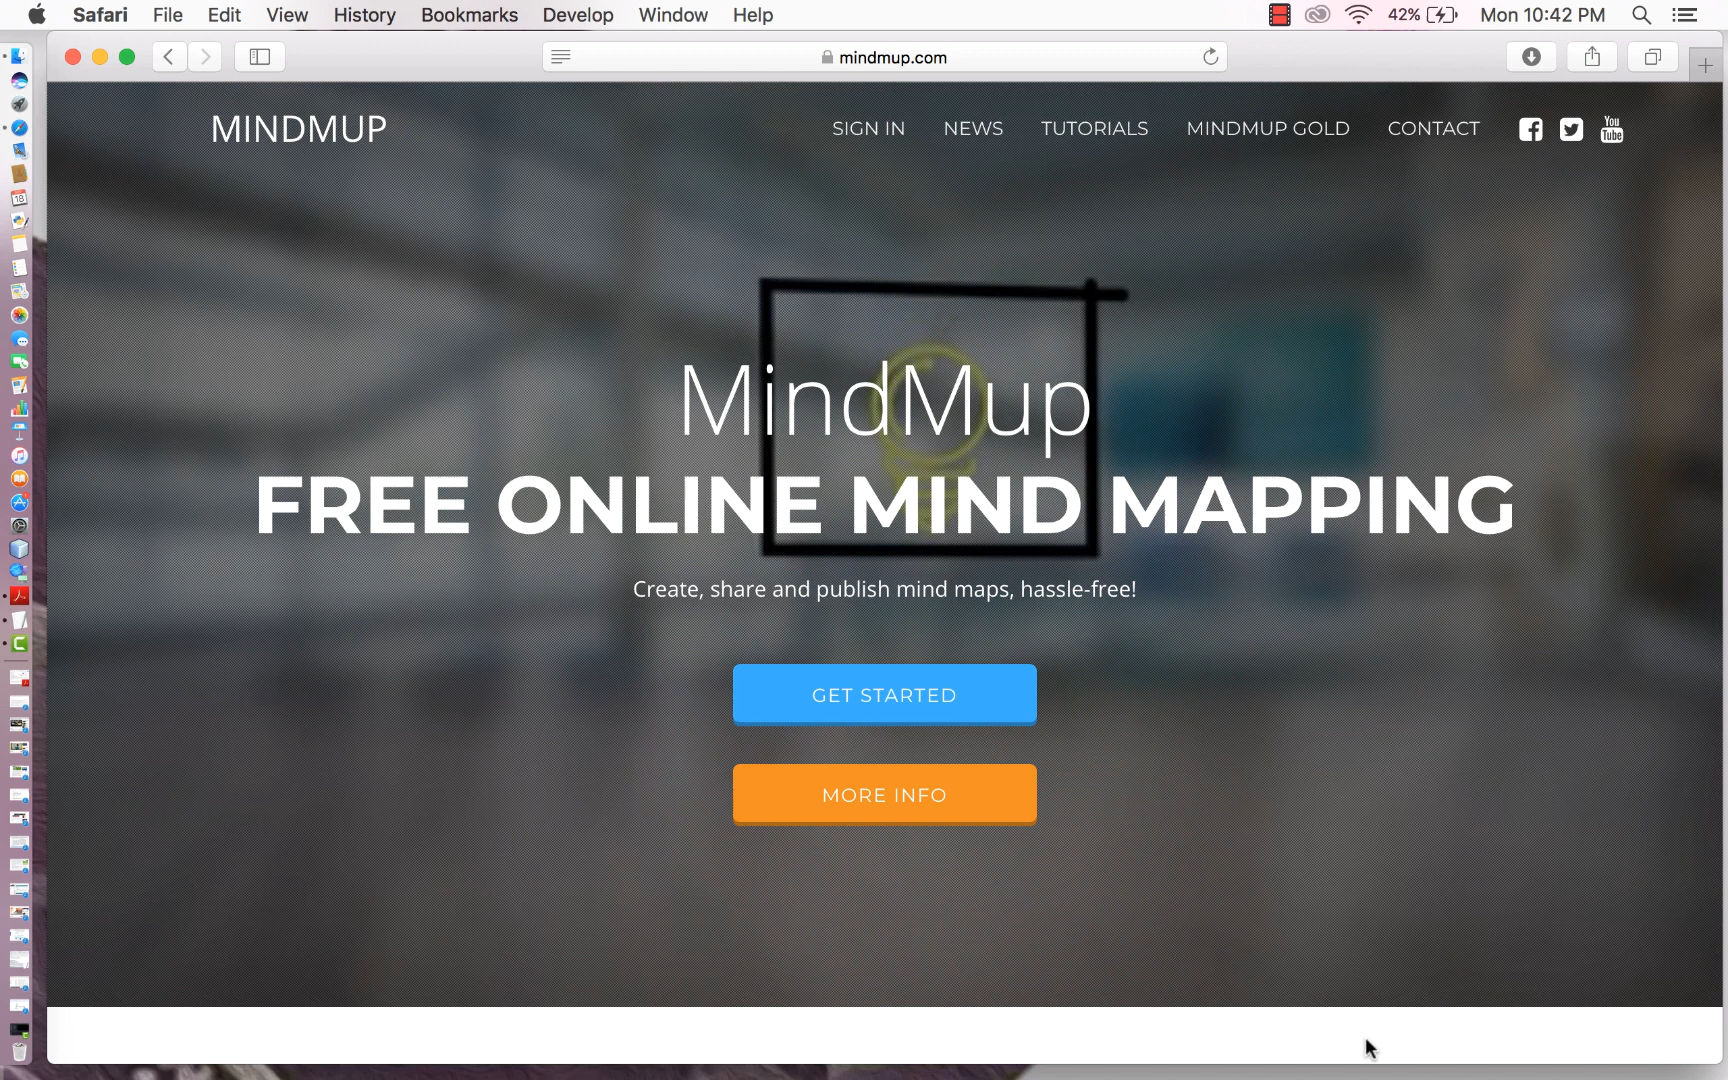 Safari File Edit View History Bookmarks Develop Window Help 42% Mon 10:42 PM
mindmup.com
MINDMUP SIGN IN NEWS TUTORIALS MINDMUP GOLD CONTACT You Tube
MindMup
FREE ONLINE MIND MAPPING
Create, share and publish mind maps, hassle-free!
GET STARTED
MORE INFO
18